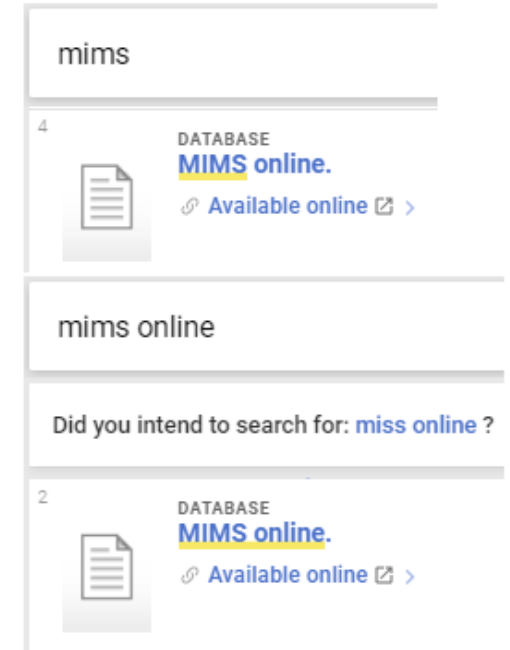 mims
4
DATABASE
MIMS online.
Available online
mims online
Did you intend to search for: miss online ?
2
DATABASE
MIMS online.
Available online